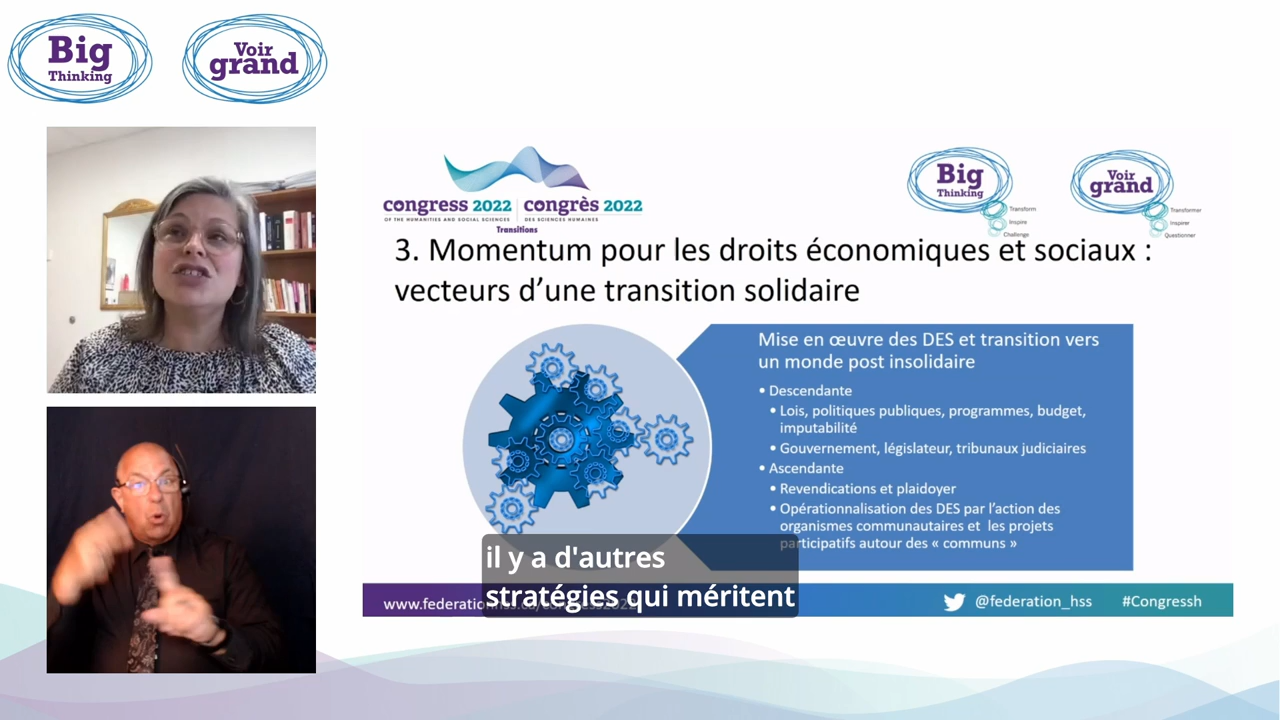 Big
Thinking
Voir
grand
congress 2022
OF THE HUMANITIES AND SOCIAL SCIENCES
congrès 2022
DES SCIENCES HUMAINES
Transitions
Big
Thinking
Transform
Inspire
Challenge
Voir
grand
Transformer
Inspirer
Questionner
3. Momentum pour les droits économiques et sociaux :
vecteurs d’une transition solidaire
Mise en œuvre des DES et transition vers
un monde post insolidaire
• Descendante
• Lois, politiques publiques, programmes, budget,
imputabilité
• Gouvernement, législateur, tribunaux judiciaires
• Ascendante
• Revendications et plaidoyer
• Opérationnalisation des DES par l’action des
organismes communautaires et les projets
participatifs autour des « communs »
il y a d'autres
stratégies qui méritent
www.federationhss.ca/congress2022
@federation_hss
#Congressh